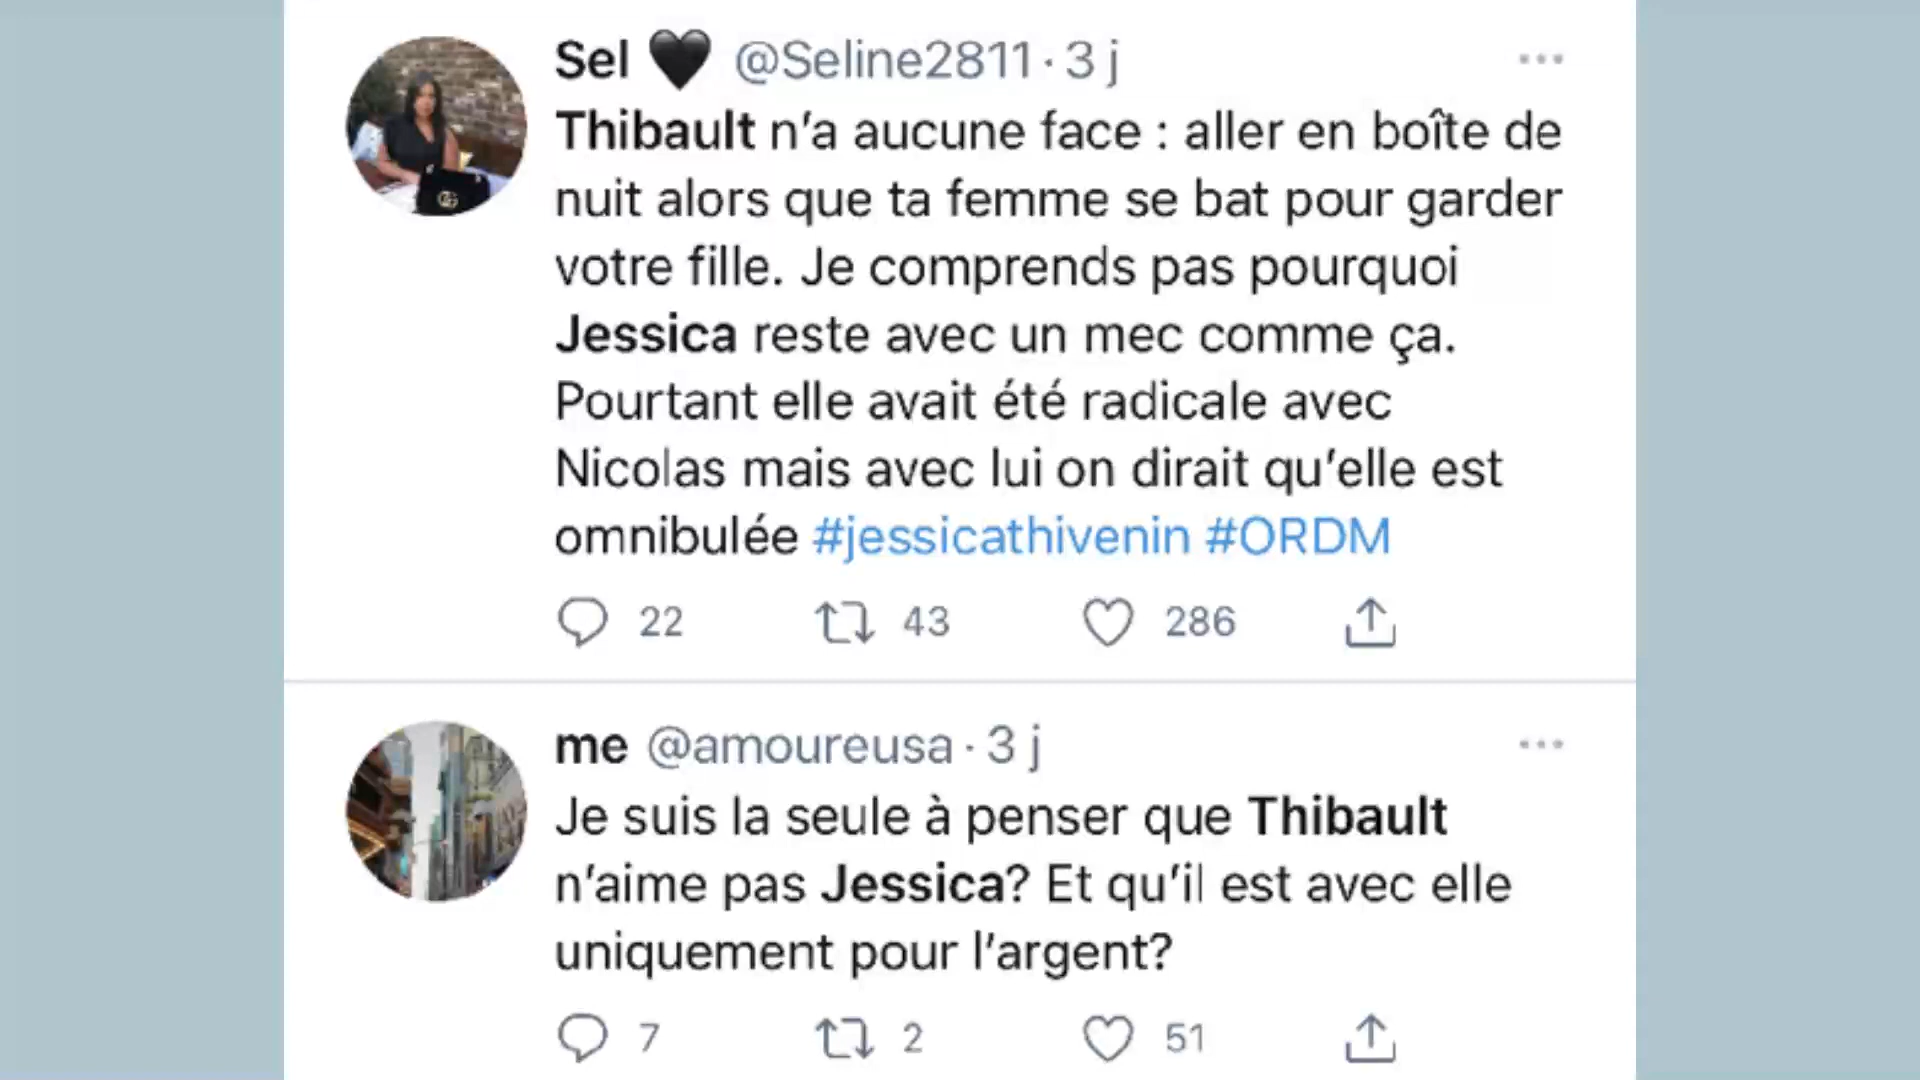 Sel 🖤 @Seline2811 · 3 j
Thibault n'a aucune face : aller en boîte de
nuit alors que ta femme se bat pour garder
votre fille. Je comprends pas pourquoi
Jessica reste avec un mec comme ça.
Pourtant elle avait été radicale avec
Nicolas mais avec lui on dirait qu'elle est
omnibulée #jessicathivenin #ORDM
22 43 286
me @amoureusa · 3 j
Je suis la seule à penser que Thibault
n'aime pas Jessica? Et qu'il est avec elle
uniquement pour l'argent?
7 2 51